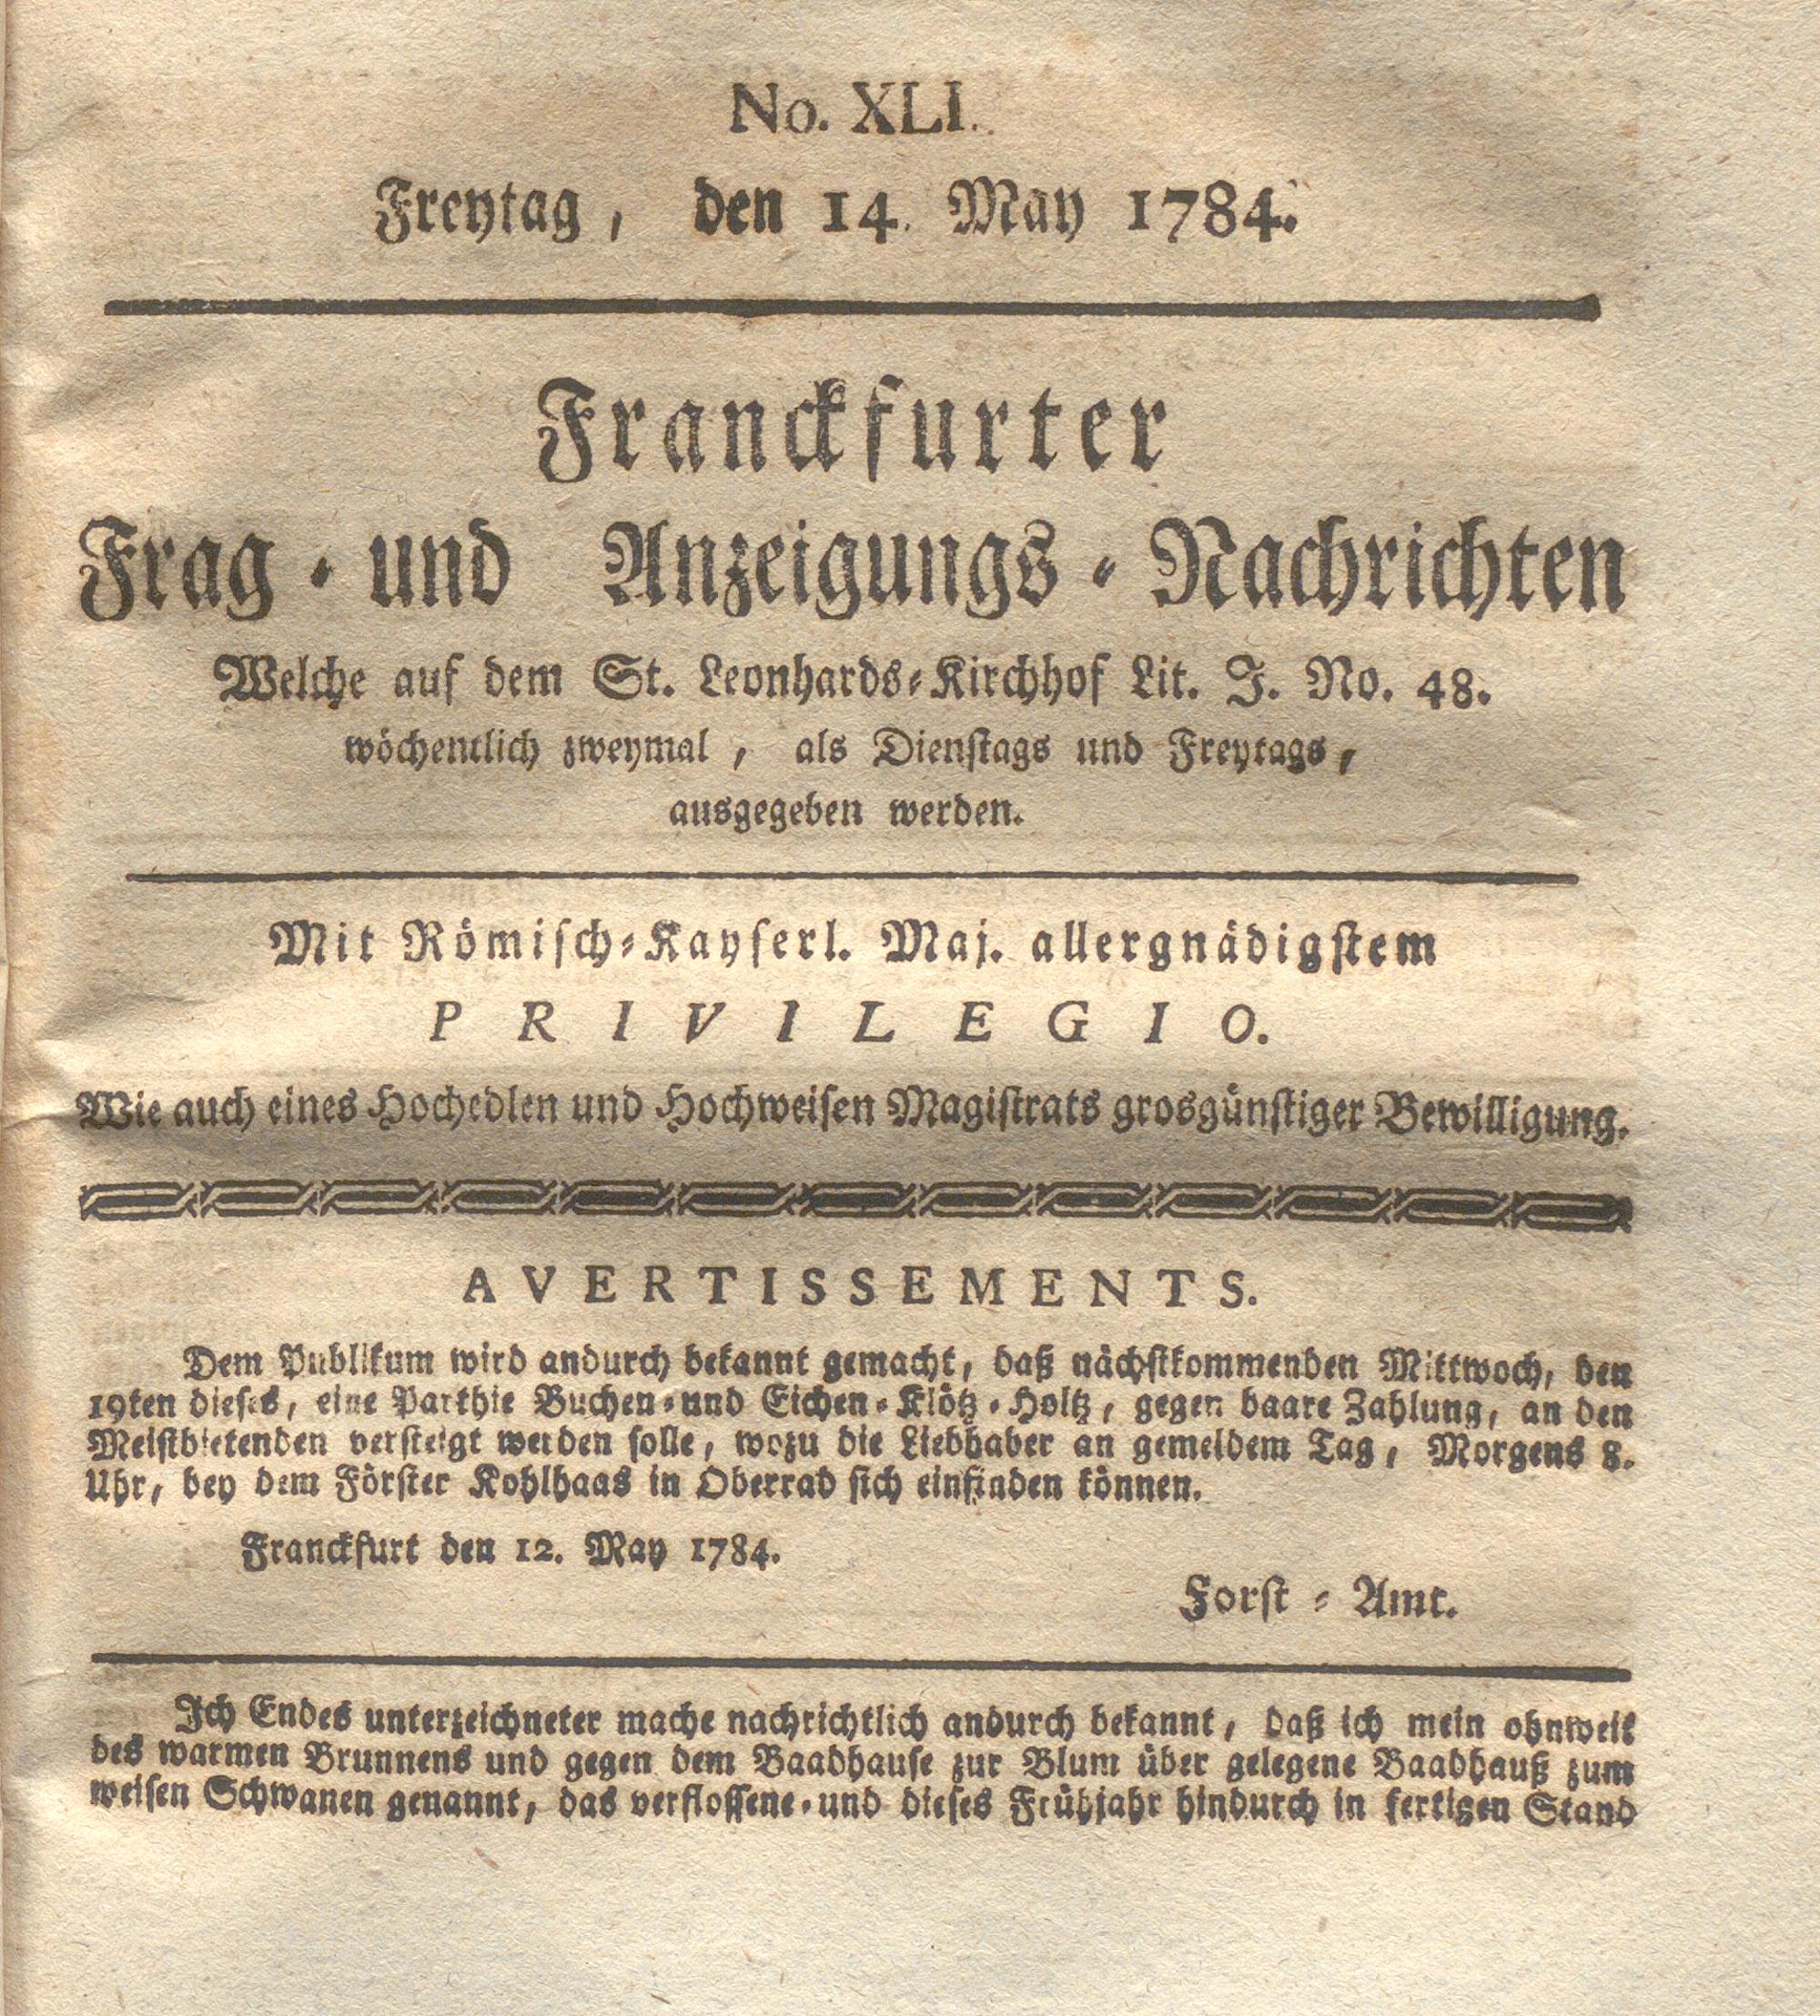 No. XLI.
Freytag, den 14. May 1784.
Franckfurter
Frag- und Anzeigungs-Nachrichten
Welche auf dem St. Leonhards-Kirchhof Lit. J. No. 48.
wöchentlich zweymal, als Dienstags und Freytags,
ausgegeben werden.
Mit Römisch-Kayserl. Maj. allergnädigstem
PRIVILEGIO.
Wie auch eines Hochedlen und Hochweisen Magistrats grosgünstiger Bewilligung.
AVERTISSEMENTS.
Dem Publikum wird andurch bekannt gemacht, daß nächstkommenden Mittwoch, den
19ten dieses, eine Parthie Buchen- und Eichen-Klötz-Holtz, gegen baare Zahlung, an den
Meistbietenden versteigt werden solle, wozu die Liebhaber an gemeldem Tag, Morgens 8.
Uhr, bey dem Förster Kohlhaas in Oberrad sich einfinden können.
Franckfurt den 12. May 1784.
Forst-Amt.
Ich Endes unterzeichneter mache nachrichtlich andurch bekannt, daß ich mein ohnweit
des warmen Brunnens und gegen dem Baadhause zur Blum über gelegene Baadhauß zum
weisen Schwanen genannt, das verflossene- und dieses Frühjahr hindurch in fertigen Stand